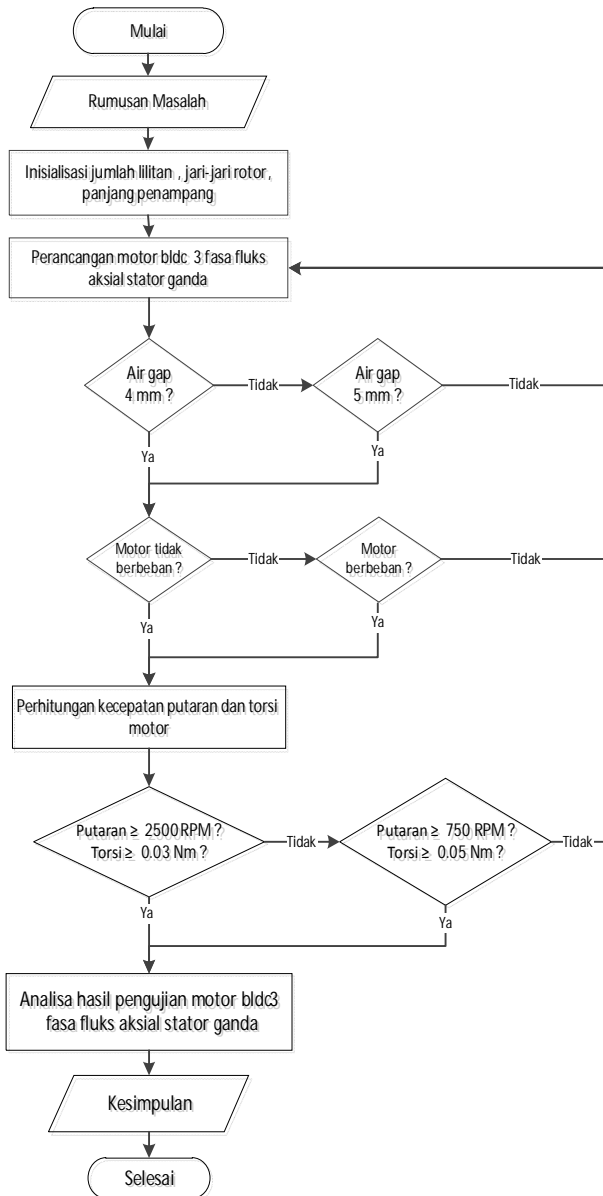 Mulai
Rumusan Masalah
Inisialisasi jumlah lilitan , jari-jari rotor,
panjang penampang
Perancangan motor bldc 3 fasa fluks
aksial stator ganda
Air gap
4 mm ?
Tidak
Air gap
5 mm ?
Tidak
Ya
Ya
Motor tidak
berbeban ?
Tidak
Motor
berbeban ?
Tidak
Ya
Ya
Perhitungan kecepatan putaran dan torsi
motor
Putaran ≥ 2500 RPM ?
Torsi ≥ 0.03 Nm ?
Tidak
Putaran ≥ 750 RPM ?
Torsi ≥ 0.05 Nm ?
Tidak
Ya
Ya
Analisa hasil pengujian motor bldc3
fasa fluks aksial stator ganda
Kesimpulan
Selesai